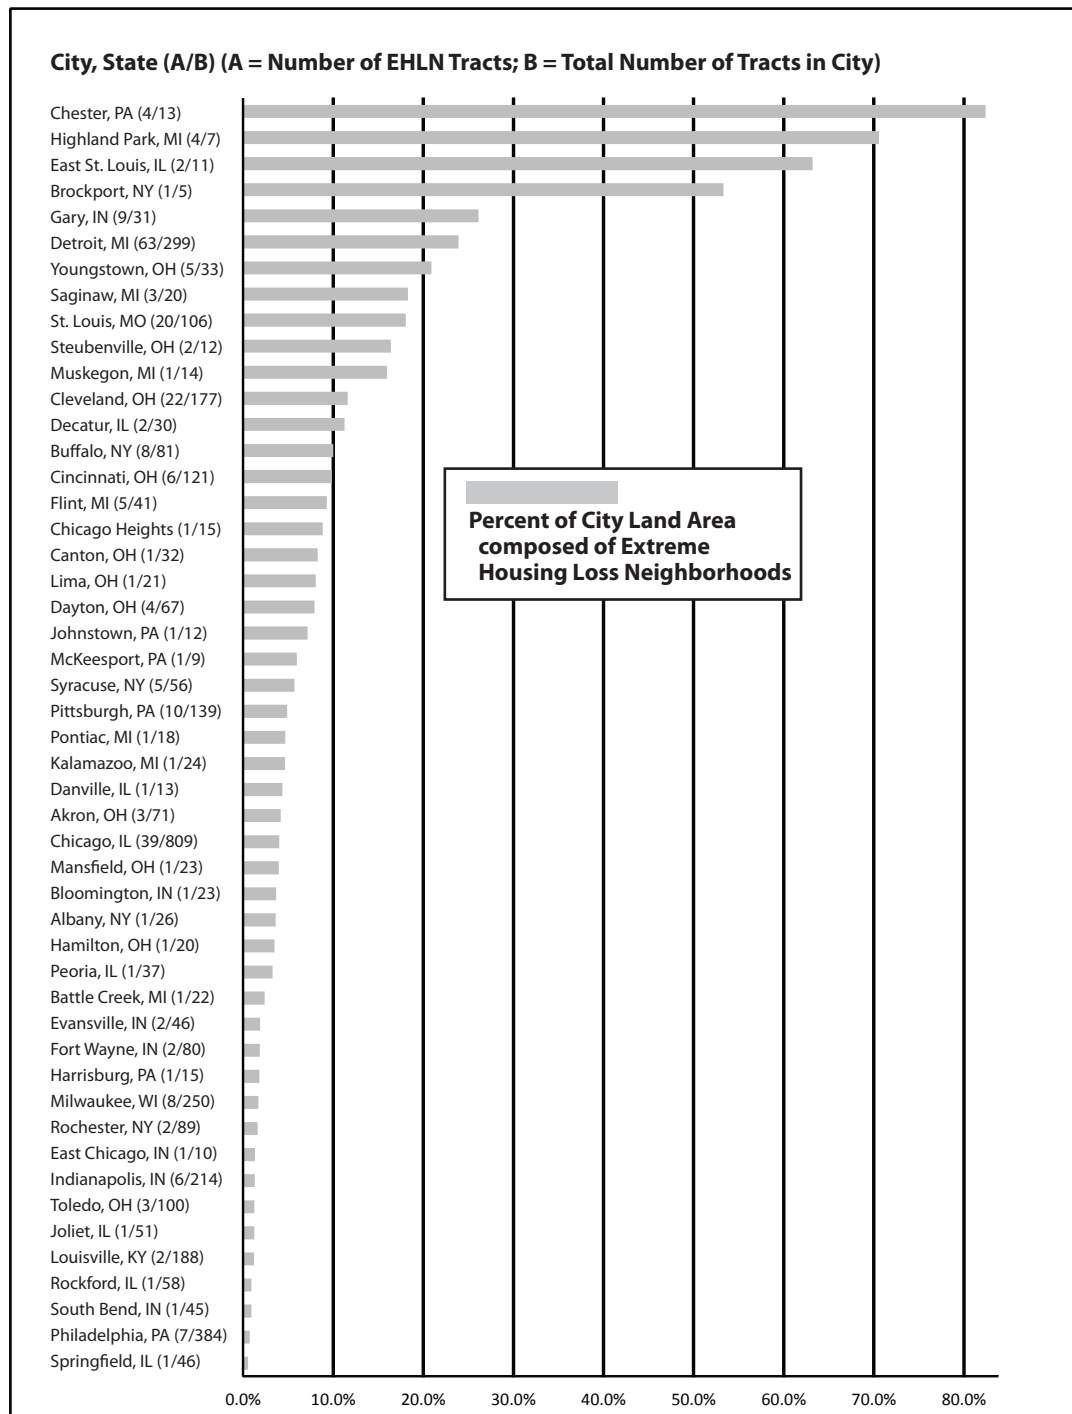 City, State (A/B) (A = Number of EHLN Tracts; B = Total Number of Tracts in City)
Chester, PA (4/13)
Highland Park, MI (4/7)
East St. Louis, IL (2/11)
Brockport, NY (1/5)
Gary, IN (9/31)
Detroit, MI (63/299)
Youngstown, OH (5/33)
Saginaw, MI (3/20)
St. Louis, MO (20/106)
Steubenville, OH (2/12)
Muskegon, MI (1/14)
Cleveland, OH (22/177)
Decatur, IL (2/30)
Buffalo, NY (8/81)
Cincinnati, OH (6/121)
Flint, MI (5/41)
Chicago Heights (1/15)
Canton, OH (1/32)
Lima, OH (1/21)
Dayton, OH (4/67)
Johnstown, PA (1/12)
McKeesport, PA (1/9)
Syracuse, NY (5/56)
Pittsburgh, PA (10/139)
Pontiac, MI (1/18)
Kalamazoo, MI (1/24)
Danville, IL (1/13)
Akron, OH (3/71)
Chicago, IL (39/809)
Mansfield, OH (1/23)
Bloomington, IN (1/23)
Albany, NY (1/26)
Hamilton, OH (1/20)
Peoria, IL (1/37)
Battle Creek, MI (1/22)
Evansville, IN (2/46)
Fort Wayne, IN (2/80)
Harrisburg, PA (1/15)
Milwaukee, WI (8/250)
Rochester, NY (2/89)
East Chicago, IN (1/10)
Indianapolis, IN (6/214)
Toledo, OH (3/100)
Joliet, IL (1/51)
Louisville, KY (2/188)
Rockford, IL (1/58)
South Bend, IN (1/45)
Philadelphia, PA (7/384)
Springfield, IL (1/46)
Percent of City Land Area
composed of Extreme
Housing Loss Neighborhoods
0.0% 10.0% 20.0% 30.0% 40.0% 50.0% 60.0% 70.0% 80.0%